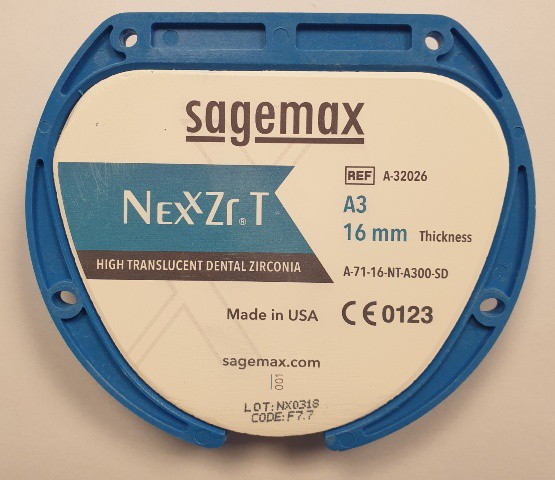 sagemax
REF A-32026
NexxZr® T
A3
16 mm Thickness
HIGH TRANSLUCENT DENTAL ZIRCONIA
A-71-16-NT-A300-SD
Made in USA
CE 0123
sagemax.com
001
LOT:NX0318
CODE:F7.7